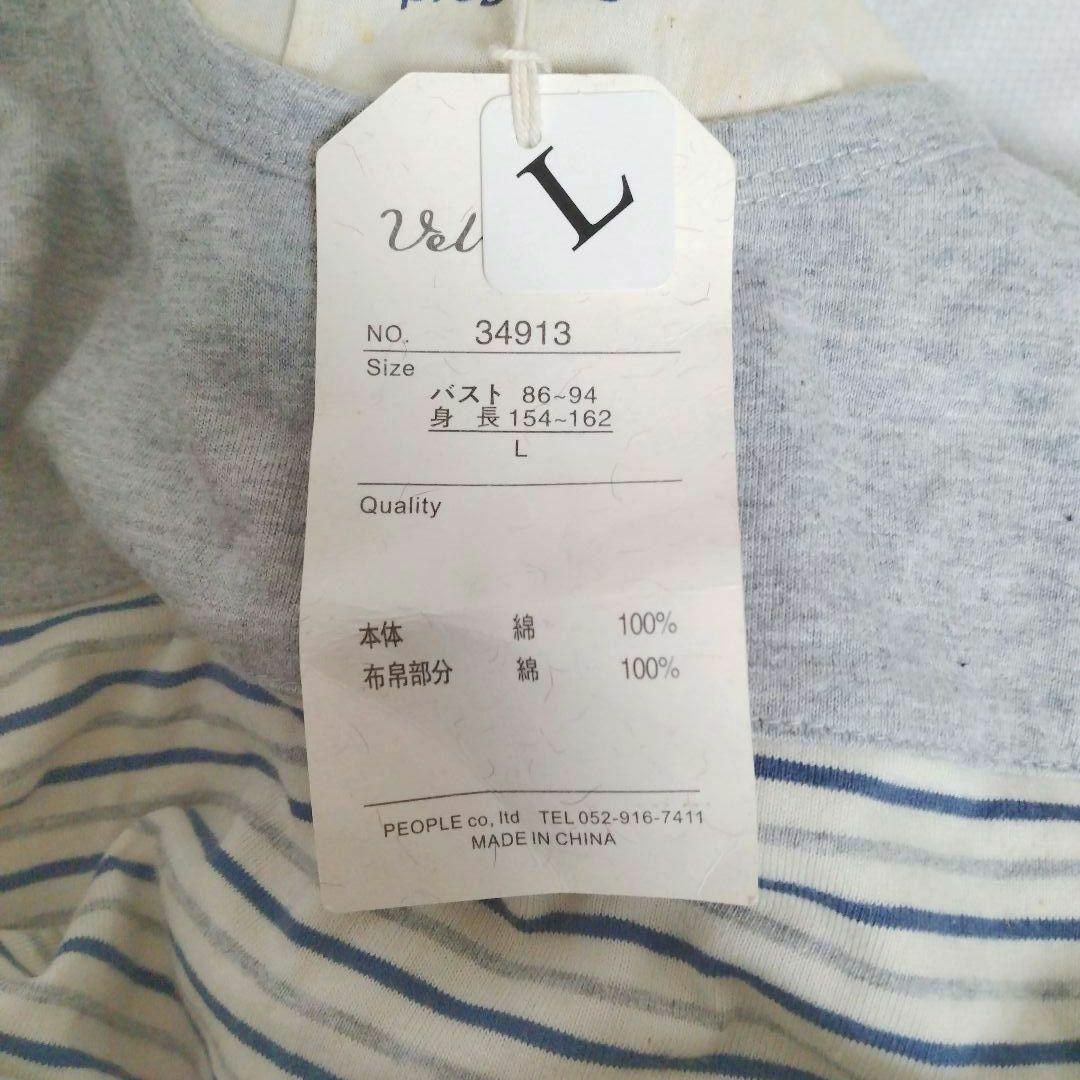 L
Vel
NO. 34913
Size
バスト 86~94
身 長 154~162
L
Quality
本体 綿 100%
布帛部分 綿 100%
PEOPLE co, ltd TEL 052-916-7411
MADE IN CHINA